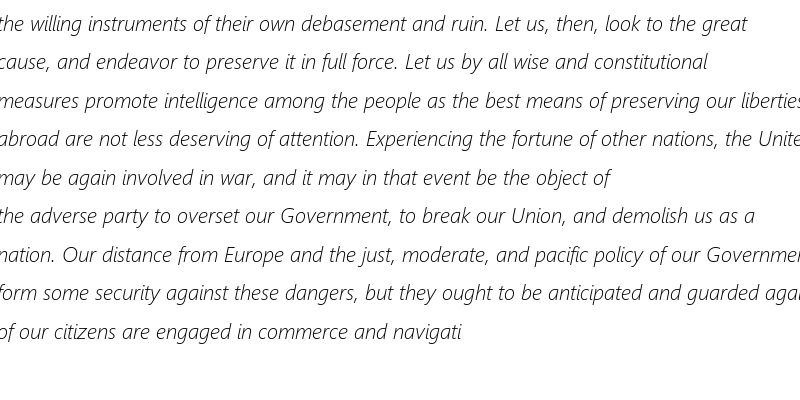 the willing instruments of their own debasement and ruin. Let us, then, look to the great
cause, and endeavor to preserve it in full force. Let us by all wise and constitutional
measures promote intelligence among the people as the best means of preserving our liberties
abroad are not less deserving of attention. Experiencing the fortune of other nations, the Unite
may be again involved in war, and it may in that event be the object of
the adverse party to overset our Government, to break our Union, and demolish us as a
nation. Our distance from Europe and the just, moderate, and pacific policy of our Governmen
form some security against these dangers, but they ought to be anticipated and guarded agai
of our citizens are engaged in commerce and navigati